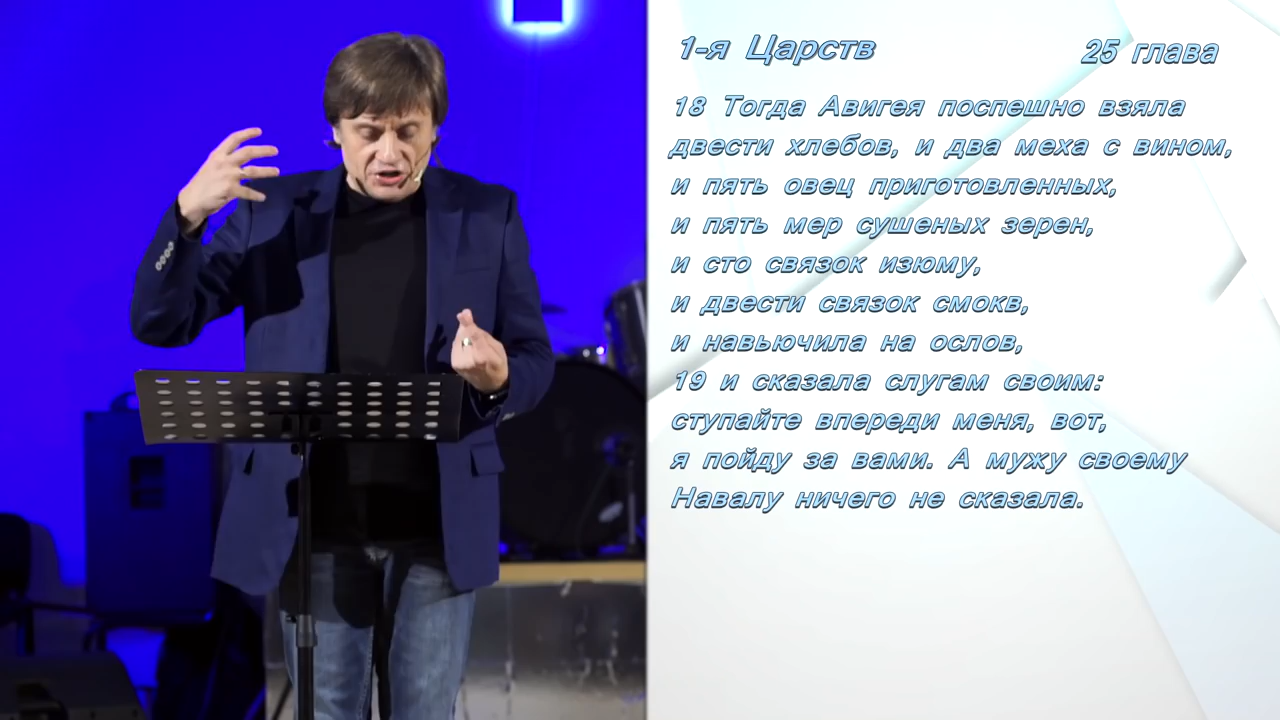 1-я Царств 25 глава
18 Тогда Авигея поспешно взяла
двести хлебов, и два меха с вином,
и пять овец приготовленных,
и пять мер сушеных зерен,
и сто связок изюму,
и двести связок смокв,
и навьючила на ослов,
19 и сказала слугам своим:
ступайте впереди меня, вот,
я пойду за вами. А мужу своему
Навалу ничего не сказала.